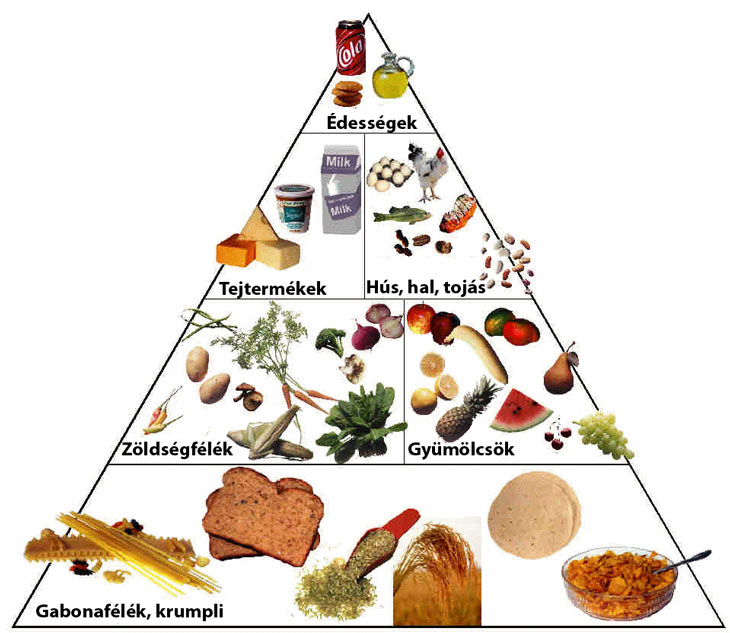 Cola
Édességek
Milk
Milk
Tejtermékek
Hús, hal, tojás
Zöldségfélék
Gyümölcsök
Gabonafélék, krumpli